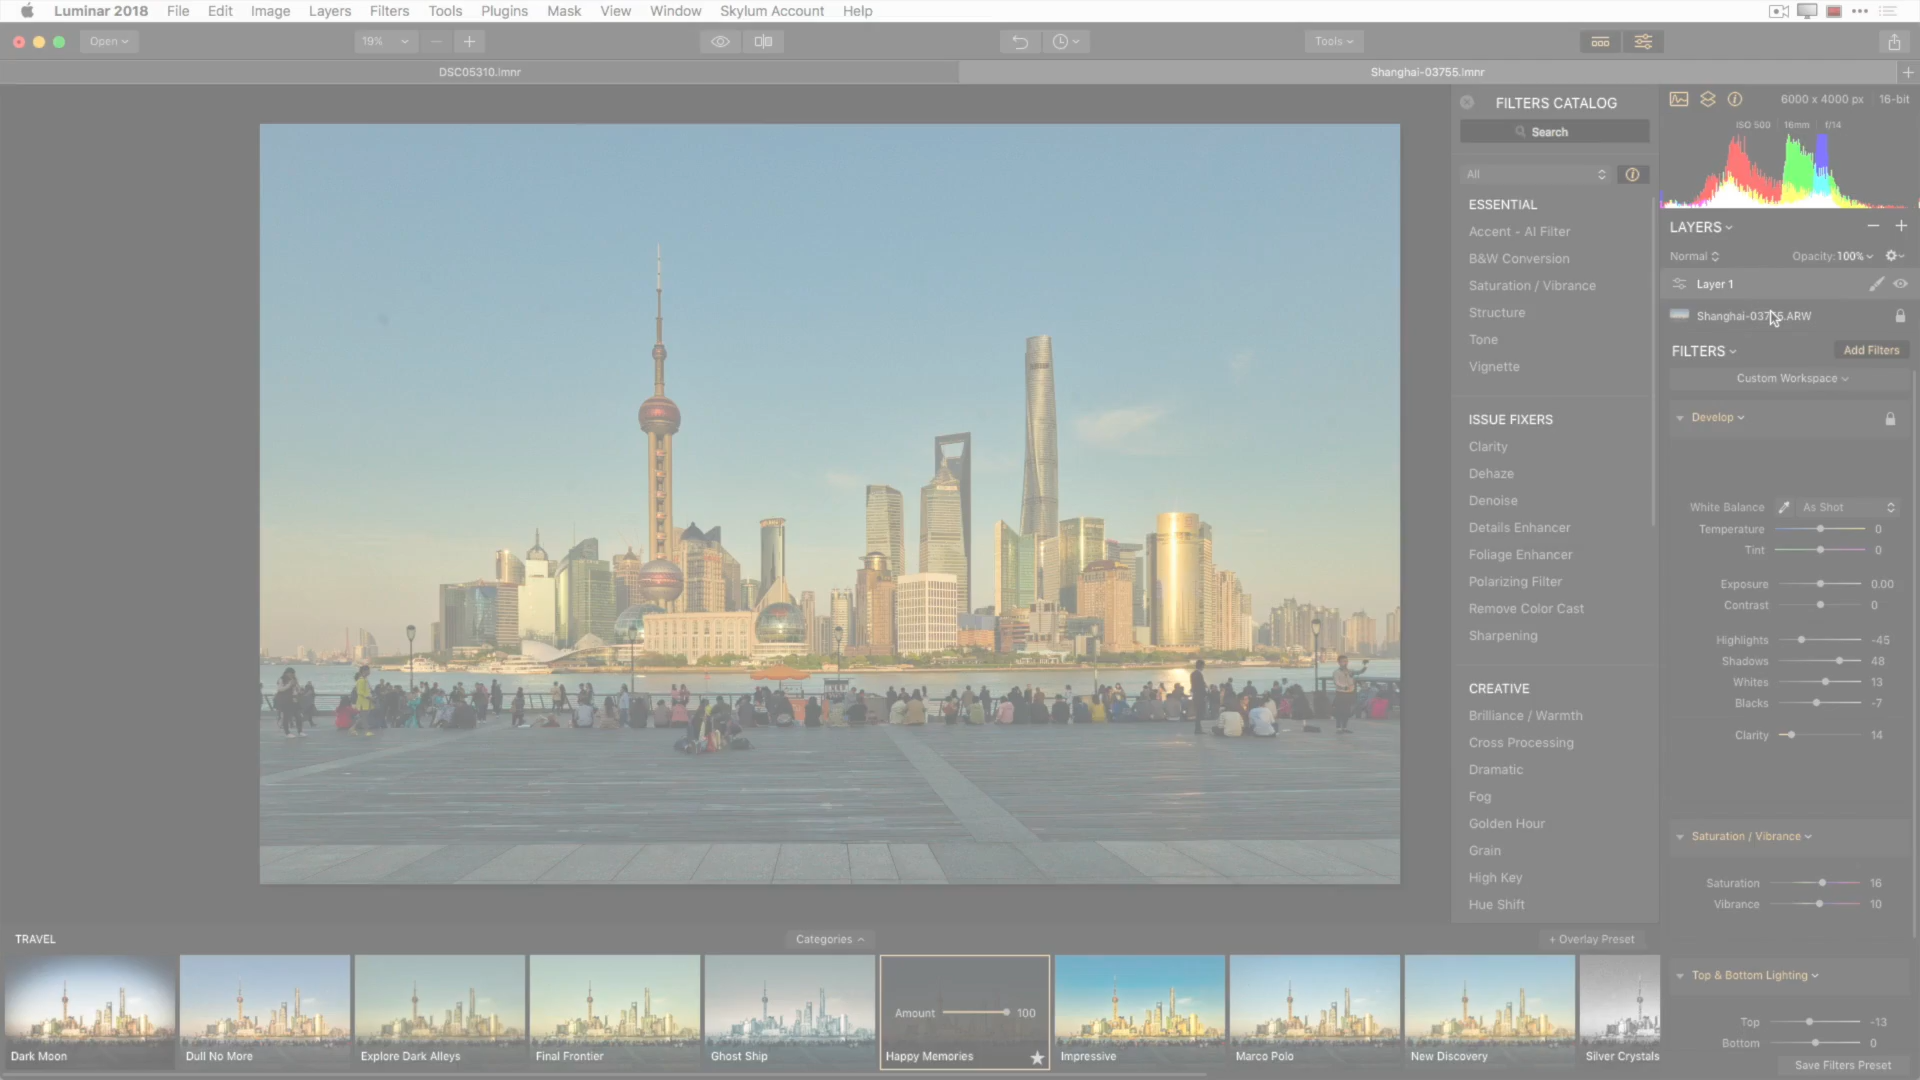 Luminar 2018 File Edit Image Layers Filters Tools Plugins Mask View Window Skylum Account Help
Open 19% Tools
DSC05310.lmnr Shanghai-03755.lmnr
FILTERS CATALOG
Search
All
ESSENTIAL
Accent - AI Filter
B&W Conversion
Saturation / Vibrance
Structure
Tone
Vignette
ISSUE FIXERS
Clarity
Dehaze
Denoise
Details Enhancer
Foliage Enhancer
Polarizing Filter
Remove Color Cast
Sharpening
CREATIVE
Brilliance / Warmth
Cross Processing
Dramatic
Fog
Golden Hour
Grain
High Key
Hue Shift
6000 x 4000 px 16-bit
ISO 500 16mm f/14
LAYERS
Normal Opacity: 100%
Layer 1
Shanghai-03755.ARW
FILTERS Add Filters
Custom Workspace
Develop
White Balance As Shot
Temperature 0
Tint 0
Exposure 0.00
Contrast 0
Highlights -45
Shadows 48
Whites 13
Blacks -7
Clarity 14
Saturation / Vibrance
Saturation 16
Vibrance 10
Top & Bottom Lighting
Top -13
Bottom 0
Save Filters Preset
TRAVEL Categories + Overlay Preset
Amount 100
Dark Moon Dull No More Explore Dark Alleys Final Frontier Ghost Ship Happy Memories Impressive Marco Polo New Discovery Silver Crystals